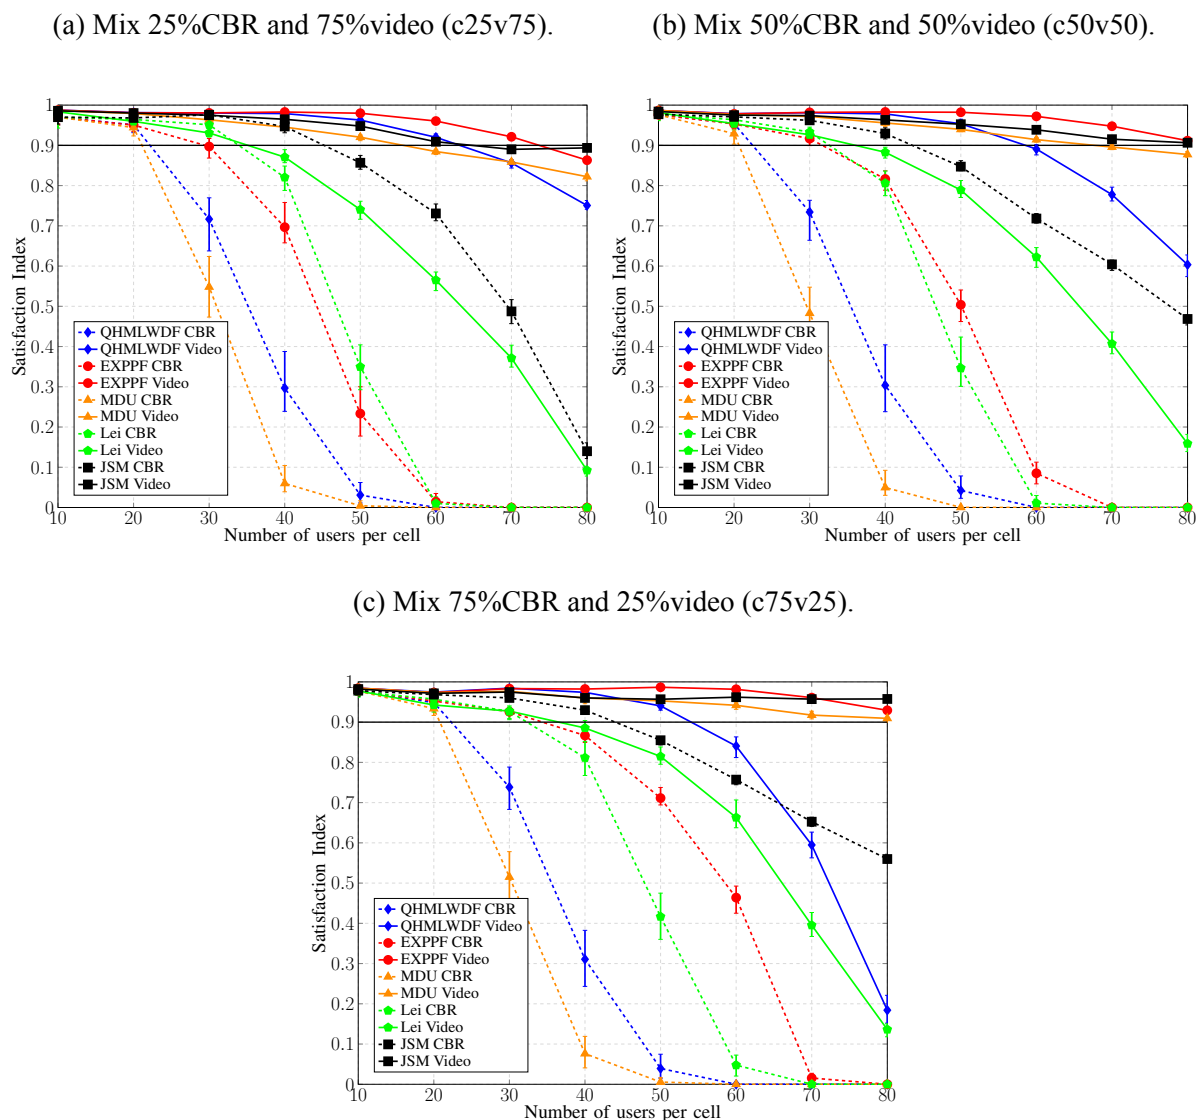 (a) Mix 25%CBR and 75%video (c25v75).
(b) Mix 50%CBR and 50%video (c50v50).
1
0.9
0.8
0.7
0.6
0.5
0.4
0.3
0.2
0.1
0
Satisfaction Index
QHMLWDF CBR
QHMLWDF Video
EXPPF CBR
EXPPF Video
MDU CBR
MDU Video
Lei CBR
Lei Video
JSM CBR
JSM Video
10 20 30 40 50 60 70 80
Number of users per cell
1
0.9
0.8
0.7
0.6
0.5
0.4
0.3
0.2
0.1
0
Satisfaction Index
QHMLWDF CBR
QHMLWDF Video
EXPPF CBR
EXPPF Video
MDU CBR
MDU Video
Lei CBR
Lei Video
JSM CBR
JSM Video
10 20 30 40 50 60 70 80
Number of users per cell
(c) Mix 75%CBR and 25%video (c75v25).
1
0.9
0.8
0.7
0.6
0.5
0.4
0.3
0.2
0.1
0
Satisfaction Index
QHMLWDF CBR
QHMLWDF Video
EXPPF CBR
EXPPF Video
MDU CBR
MDU Video
Lei CBR
Lei Video
JSM CBR
JSM Video
10 20 30 40 50 60 70 80
Number of users per cell